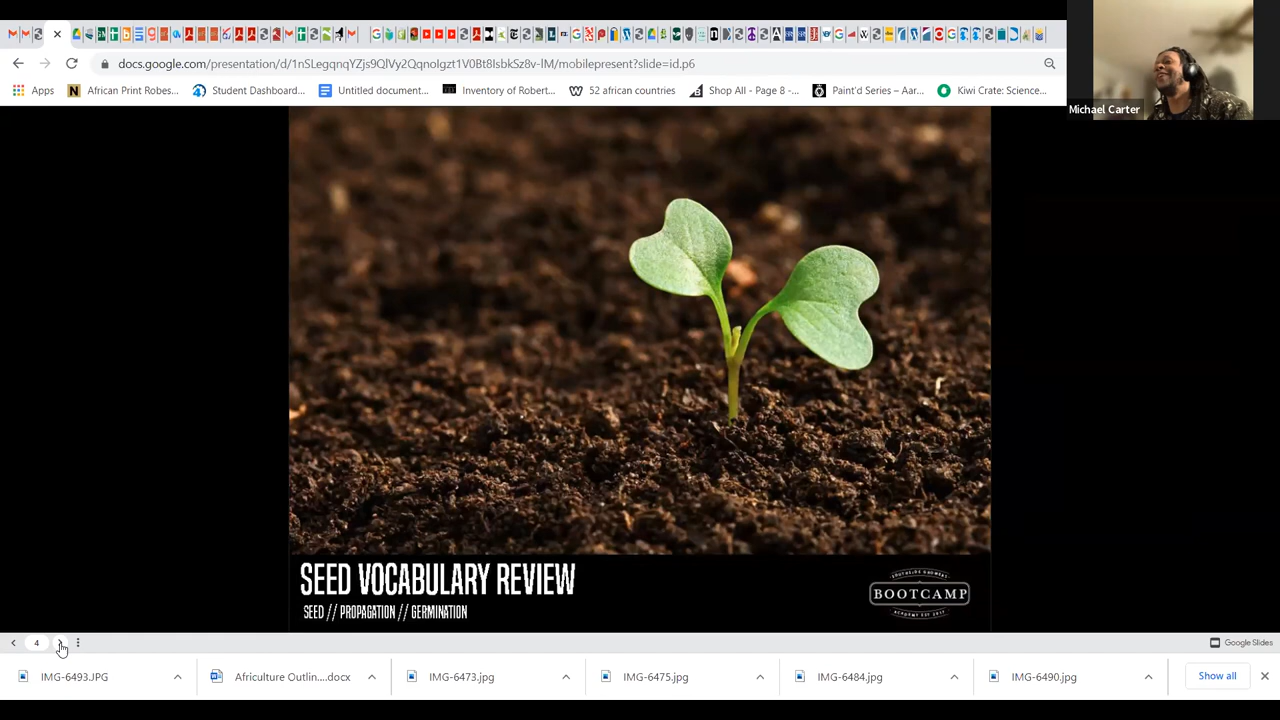 docs.google.com/presentation/d/1nSLegqnqYZjs9QlVy2QqnoIgzt1V0Bt8IsbkSz8v-lM/mobilepresent?slide=id.p6
Apps
African Print Robes...
Student Dashboard...
Untitled document...
Inventory of Robert...
52 african countries
Shop All - Page 8 -...
Paint'd Series – Aar...
Kiwi Crate: Science...
Michael Carter
SEED VOCABULARY REVIEW
SEED // PROPAGATION // GERMINATION
BOOTCAMP
4
Google Slides
IMG-6493.JPG
Africulture Outlin....docx
IMG-6473.jpg
IMG-6475.jpg
IMG-6484.jpg
IMG-6490.jpg
Show all